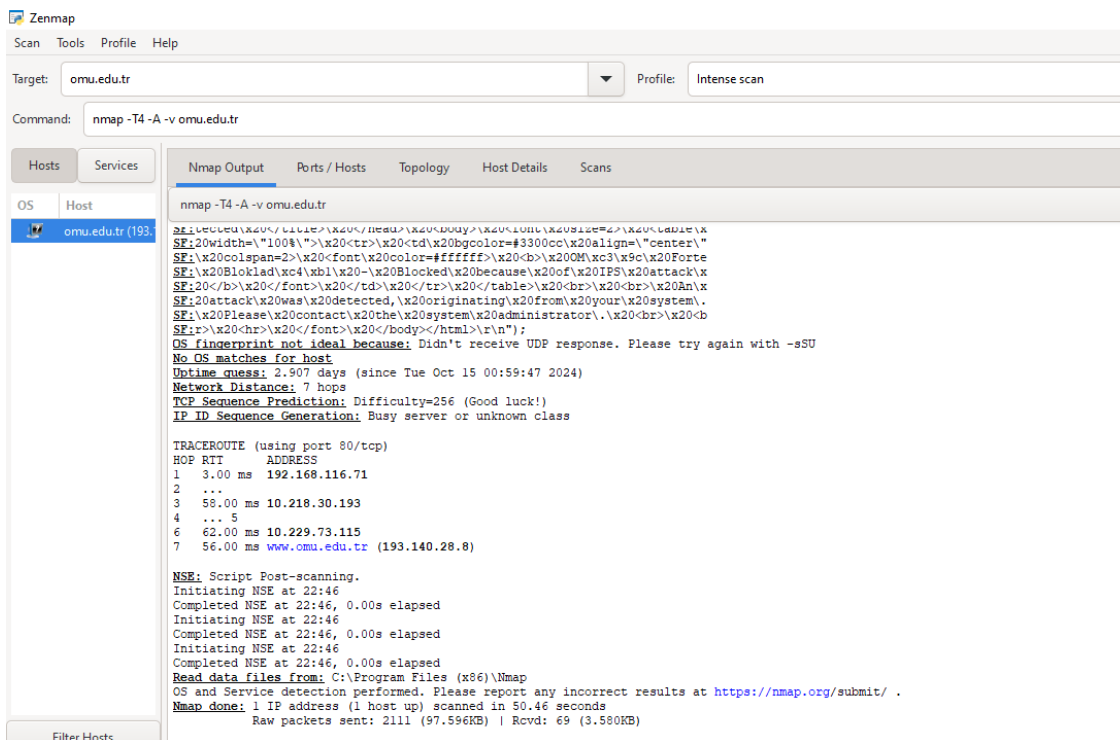 Zenmap
Scan Tools Profile Help
Target: omu.edu.tr Profile: Intense scan
Command: nmap -T4 -A -v omu.edu.tr
Hosts Services
Nmap Output Ports / Hosts Topology Host Details Scans
OS Host
nmap -T4 -A -v omu.edu.tr
omu.edu.tr (193.
SF:tected\x20</title>\x20</head>\x20<body>\x20<font\x20size=2>\x20<table\x
SF:20width=\"100%\">\x20<tr>\x20<td\x20bgcolor=#3300cc\x20align=\"center\"
SF:\x20colspan=2>\x20<font\x20color=#ffffff>\x20<b>\x20OM\xc3\x9c\x20Forte
SF:\x20Bloklad\xc4\xb1\x20-\x20Blocked\x20because\x20of\x20IPS\x20attack\x
SF:20</b>\x20</font>\x20</td>\x20</tr>\x20</table>\x20<br>\x20<br>\x20An\x
SF:20attack\x20was\x20detected,\x20originating\x20from\x20your\x20system\.
SF:\x20Please\x20contact\x20the\x20system\x20administrator\.\x20<br>\x20<b
SF:r>\x20<hr>\x20</font>\x20</body></html>\r\n");
OS fingerprint not ideal because: Didn't receive UDP response. Please try again with -sSU
No OS matches for host
Uptime guess: 2.907 days (since Tue Oct 15 00:59:47 2024)
Network Distance: 7 hops
TCP Sequence Prediction: Difficulty=256 (Good luck!)
IP ID Sequence Generation: Busy server or unknown class
TRACEROUTE (using port 80/tcp)
HOP RTT ADDRESS
1 3.00 ms 192.168.116.71
2 ...
3 58.00 ms 10.218.30.193
4 ... 5
6 62.00 ms 10.229.73.115
7 56.00 ms www.omu.edu.tr (193.140.28.8)
NSE: Script Post-scanning.
Initiating NSE at 22:46
Completed NSE at 22:46, 0.00s elapsed
Initiating NSE at 22:46
Completed NSE at 22:46, 0.00s elapsed
Initiating NSE at 22:46
Completed NSE at 22:46, 0.00s elapsed
Read data files from: C:\Program Files (x86)\Nmap
OS and Service detection performed. Please report any incorrect results at https://nmap.org/submit/ .
Nmap done: 1 IP address (1 host up) scanned in 50.46 seconds
Raw packets sent: 2111 (97.596KB) | Rcvd: 69 (3.580KB)
Filter Hosts